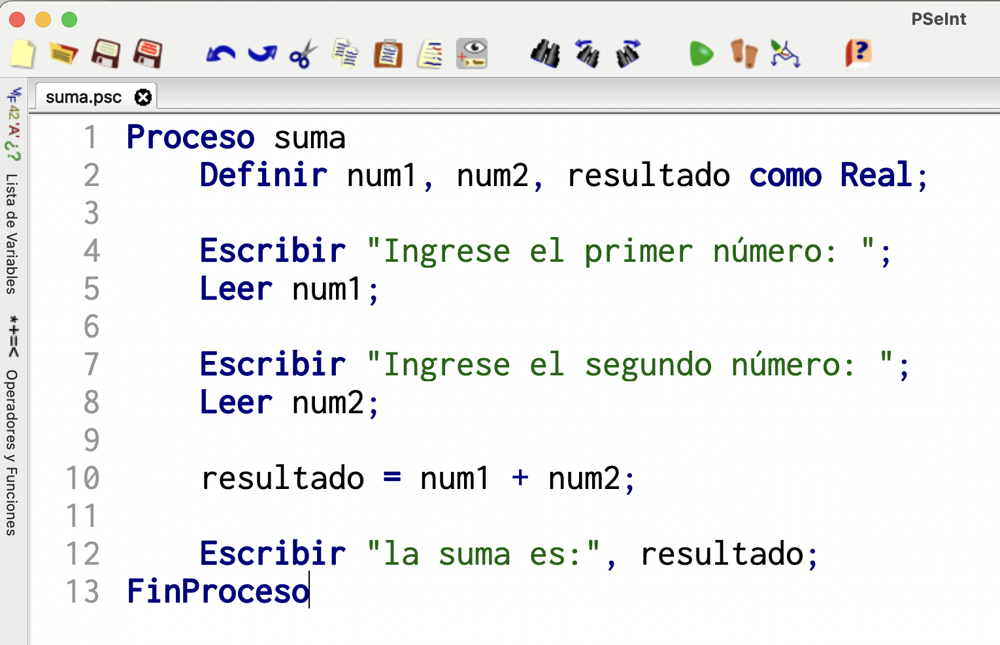 PSeInt
suma.psc
42 'A' ¿?
Lista de Variables
*+=<
Operadores y Funciones
1 Proceso suma
2 Definir num1, num2, resultado como Real;
3
4 Escribir "Ingrese el primer número: ";
5 Leer num1;
6
7 Escribir "Ingrese el segundo número: ";
8 Leer num2;
9
10 resultado = num1 + num2;
11
12 Escribir "la suma es:", resultado;
13 FinProceso